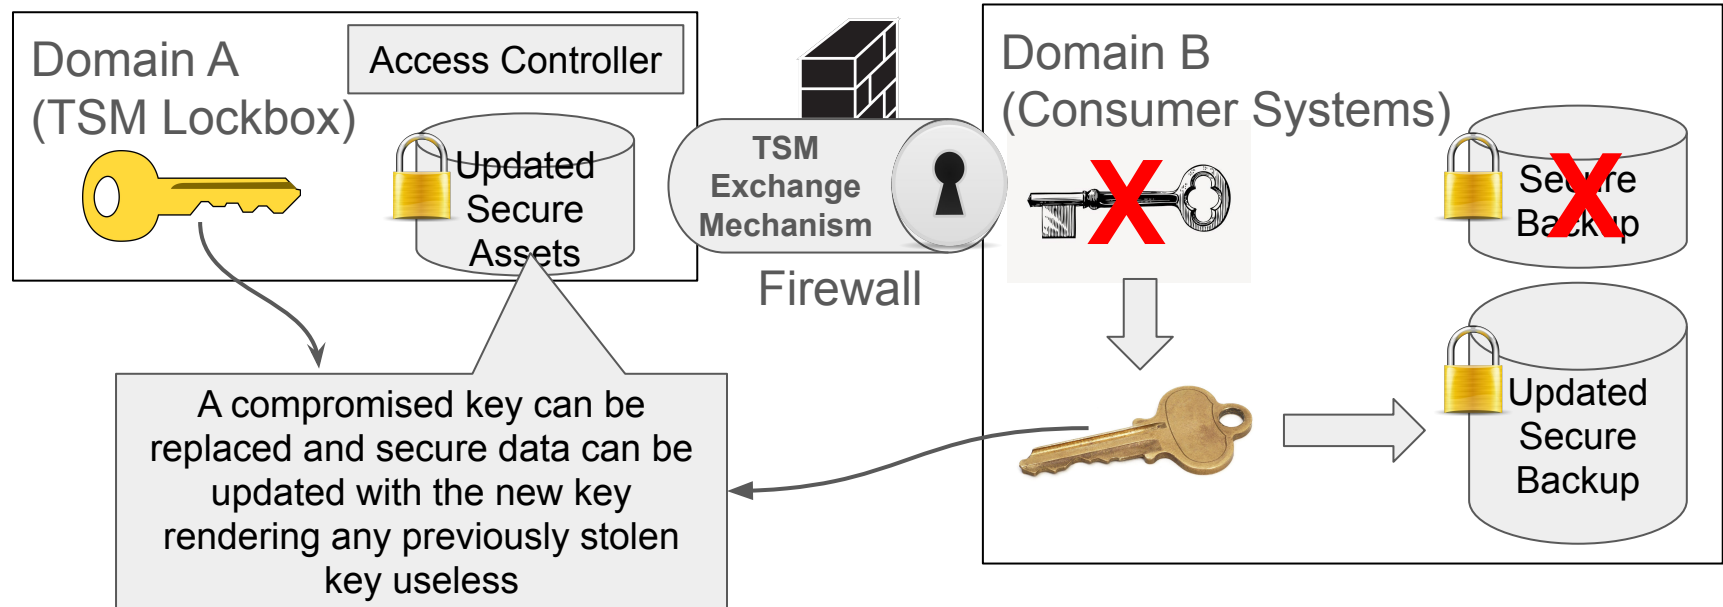 Domain A
(TSM Lockbox)
Access Controller
Updated
Secure
Assets
TSM
Exchange
Mechanism
Firewall
Domain B
(Consumer Systems)
Secure
Backup
Updated
Secure
Backup
A compromised key can be
replaced and secure data can be
updated with the new key
rendering any previously stolen
key useless
X
X